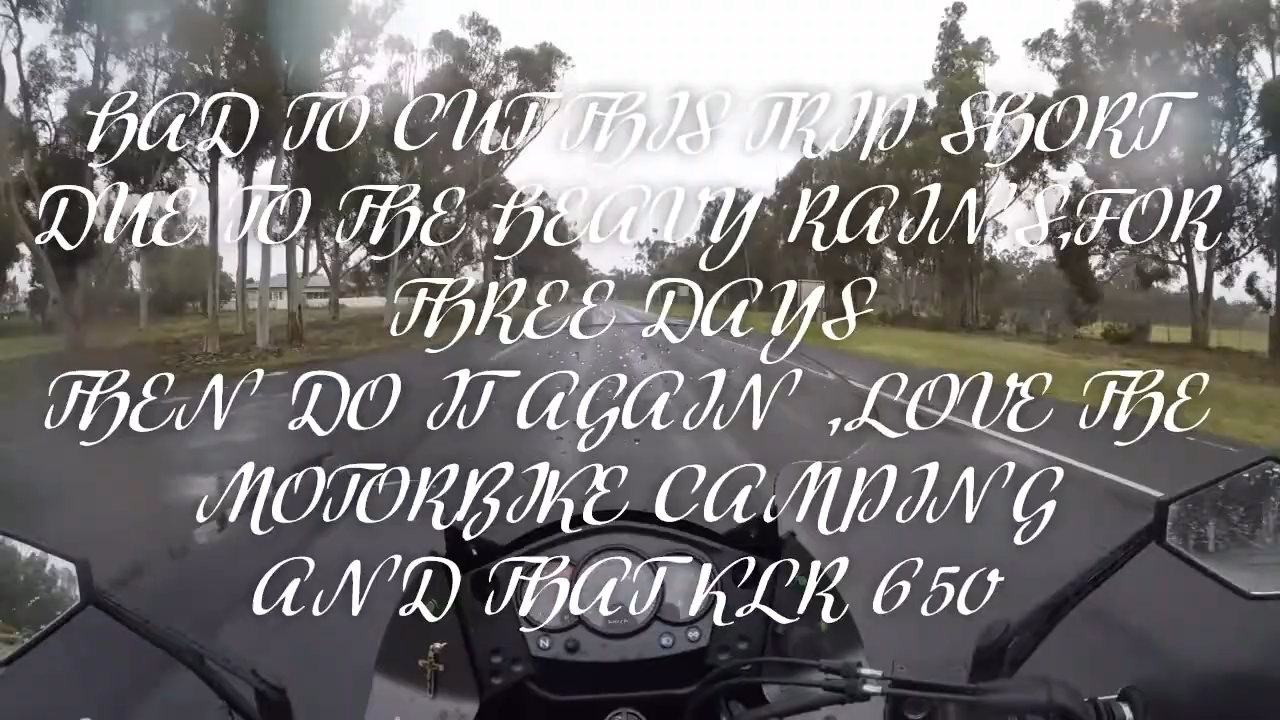 HAD TO CUT THIS TRIP SHORT
DUE TO THE HEAVY RAIN'S,FOR
THREE DAYS
THEN DO IT AGAIN ,LOVE THE
MOTORBIKE CAMPING
AND THAT KLR 650
N